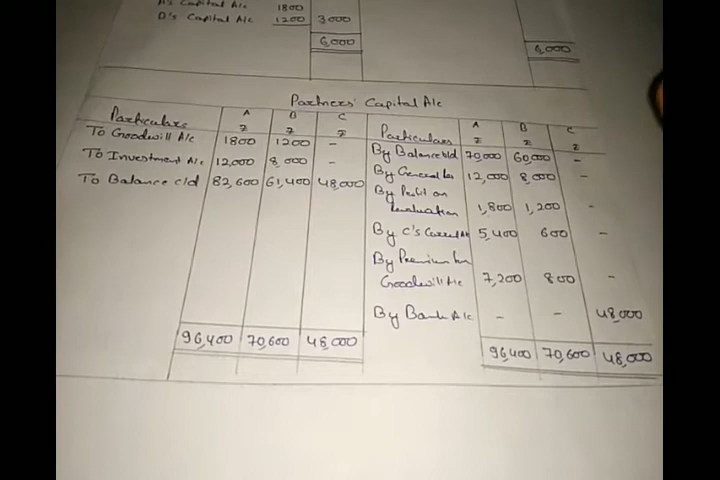 A's Capital A/c 1800
B's Capital A/c 1200 3,000
6,000 6,000
Partners' Capital A/c
Particulars A B C Particulars A B C
₹ ₹ ₹ ₹ ₹ ₹
To Goodwill A/c 1800 1200 - By Balance b/d 70,000 60,000 -
To Investment A/c 12,000 8,000 - By General Res 12,000 8,000 -
To Balance c/d 82,600 61,400 48,000 By Profit on
Revaluation 1,800 1,200 -
By C's Current A/c 5,400 600 -
By Premium for
Goodwill A/c 7,200 800 -
By Bank A/c - - 48,000
96,400 70,600 48,000 96,400 70,600 48,000